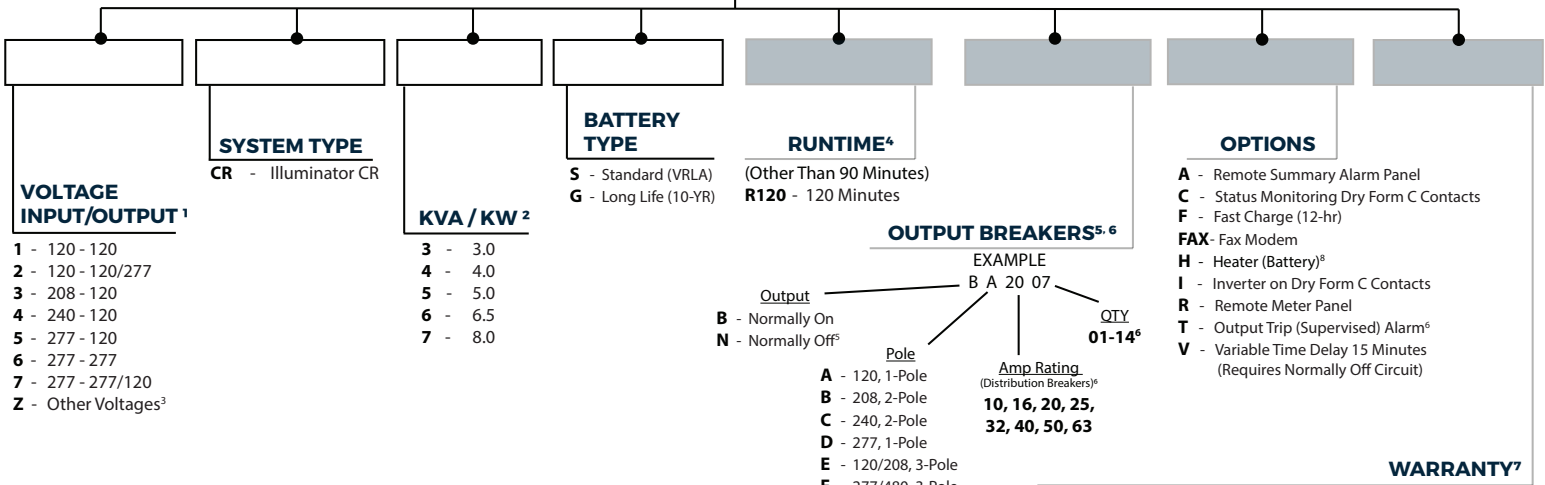 VOLTAGE
INPUT/OUTPUT 1
1 - 120 - 120
2 - 120 - 120/277
3 - 208 - 120
4 - 240 - 120
5 - 277 - 120
6 - 277 - 277
7 - 277 - 277/120
Z - Other Voltages3
SYSTEM TYPE
CR - Illuminator CR
KVA / KW 2
3 - 3.0
4 - 4.0
5 - 5.0
6 - 6.5
7 - 8.0
BATTERY
TYPE
S - Standard (VRLA)
G - Long Life (10-YR)
RUNTIME4
(Other Than 90 Minutes)
R120 - 120 Minutes
OUTPUT BREAKERS5, 6
EXAMPLE
B A 20 07
Output
B - Normally On
N - Normally Off5
Pole
A - 120, 1-Pole
B - 208, 2-Pole
C - 240, 2-Pole
D - 277, 1-Pole
E - 120/208, 3-Pole
Amp Rating
(Distribution Breakers)6
10, 16, 20, 25,
32, 40, 50, 63
QTY
01-146
OPTIONS
A - Remote Summary Alarm Panel
C - Status Monitoring Dry Form C Contacts
F - Fast Charge (12-hr)
FAX- Fax Modem
H - Heater (Battery)8
I - Inverter on Dry Form C Contacts
R - Remote Meter Panel
T - Output Trip (Supervised) Alarm6
V - Variable Time Delay 15 Minutes
(Requires Normally Off Circuit)
WARRANTY7